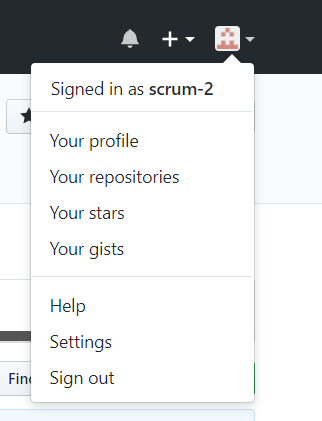 Signed in as scrum-2
Your profile
Your repositories
Your stars
Your gists
Help
Settings
Sign out